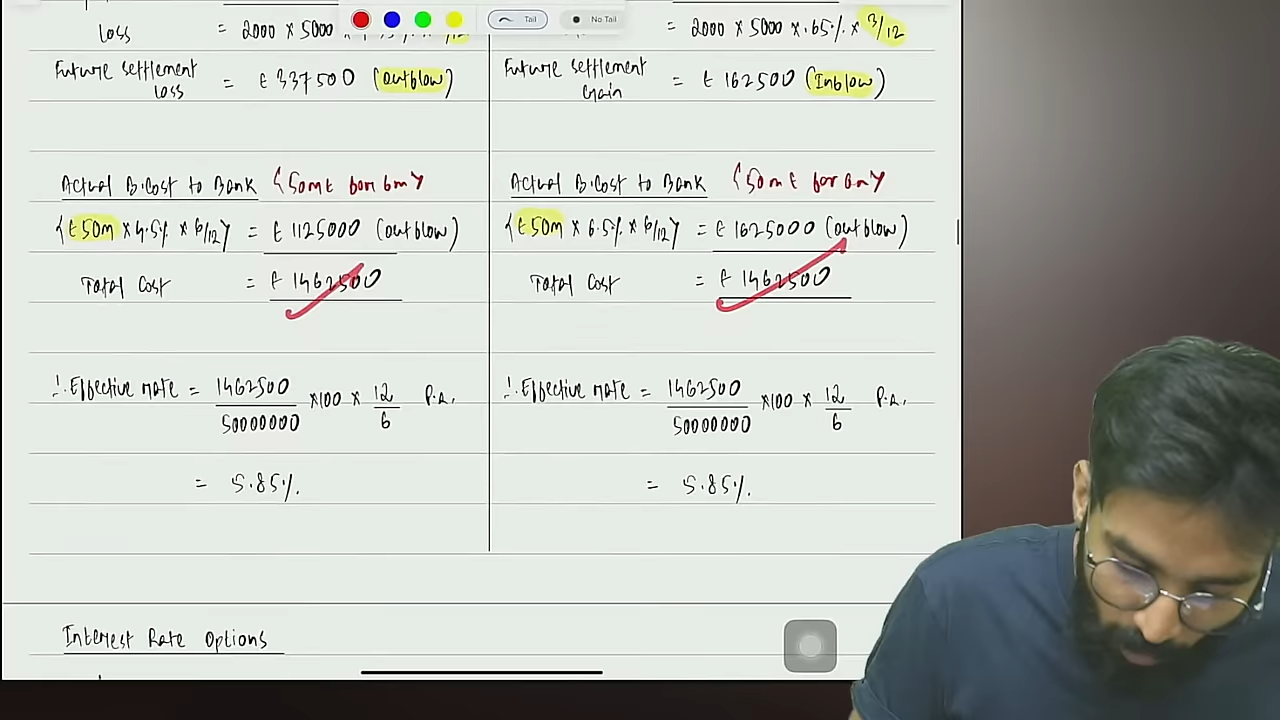 Tail No Tail
Loss = 2000 × 5000
= 2000 × 5000 × .65% × 3/12
Future Settlement Loss = £ 337500 (Outflow)
Future Settlement Gain = £ 162500 (Inflow)
Actual B.Cost to Bank {50m £ for 6m}
{£ 50m × 4.5% × 6/12} = £ 1125000 (outflow)
Total Cost = £ 1462500
∴ Effective Rate = 1462500 / 50000000 × 100 × 12/6 P.A.
= 5.85%.
Actual B.Cost to Bank {50m £ for 6m}
{£ 50m × 6.5% × 6/12} = £ 1625000 (outflow)
Total Cost = £ 1462500
∴ Effective Rate = 1462500 / 50000000 × 100 × 12/6 P.A.
= 5.85%.
Interest Rate Options